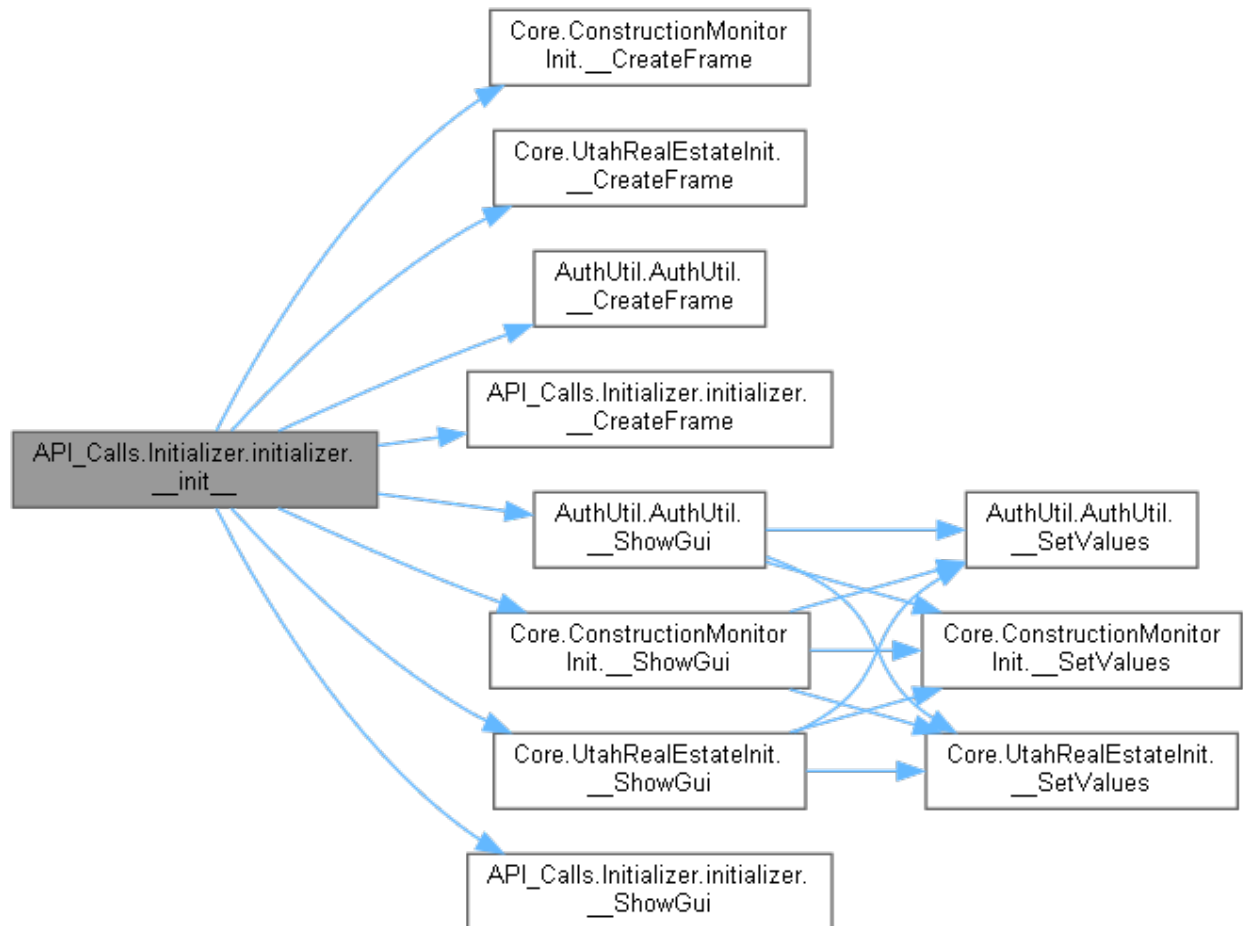 Core.ConstructionMonitor
Init.__CreateFrame
Core.UtahRealEstateInit.
__CreateFrame
AuthUtil.AuthUtil.
__CreateFrame
API_Calls.Initializer.initializer.
__CreateFrame
API_Calls.Initializer.initializer.
__init__
AuthUtil.AuthUtil.
__ShowGui
AuthUtil.AuthUtil.
__SetValues
Core.ConstructionMonitor
Init.__ShowGui
Core.ConstructionMonitor
Init.__SetValues
Core.UtahRealEstateInit.
__ShowGui
Core.UtahRealEstateInit.
__SetValues
API_Calls.Initializer.initializer.
__ShowGui